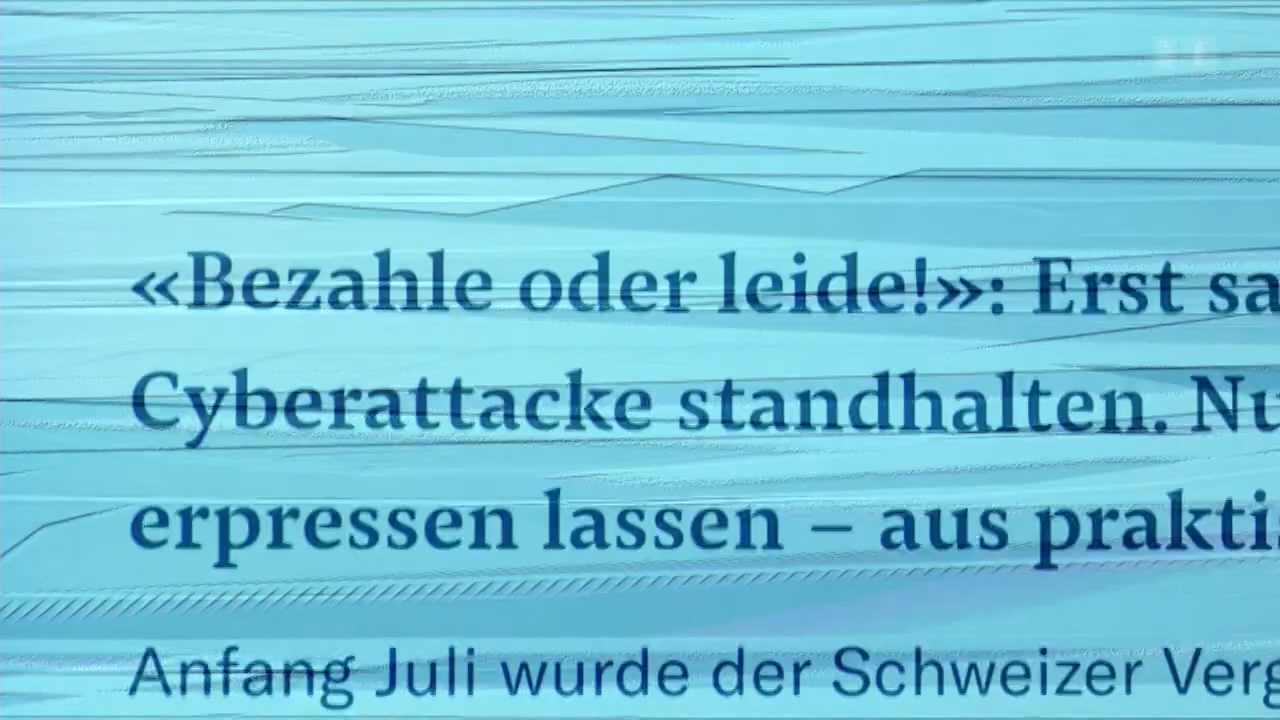 «Bezahle oder leide!»: Erst sa
Cyberattacke standhalten. Nu
erpressen lassen – aus prakti
Anfang Juli wurde der Schweizer Verg